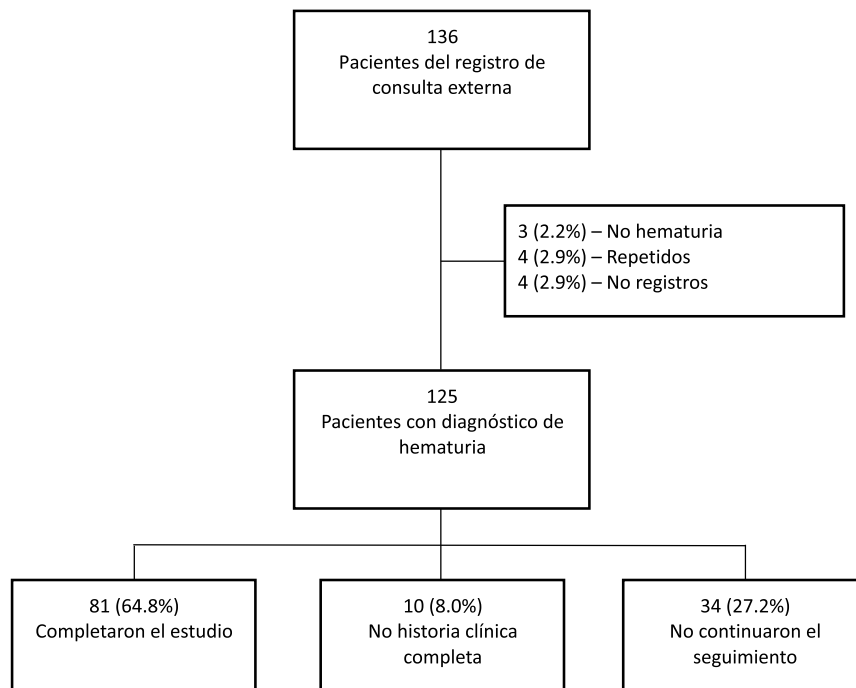 136
Pacientes del registro de
consulta externa
3 (2.2%) – No hematuria
4 (2.9%) – Repetidos
4 (2.9%) – No registros
125
Pacientes con diagnóstico de
hematuria
81 (64.8%)
Completaron el estudio
10 (8.0%)
No historia clínica
completa
34 (27.2%)
No continuaron el
seguimiento